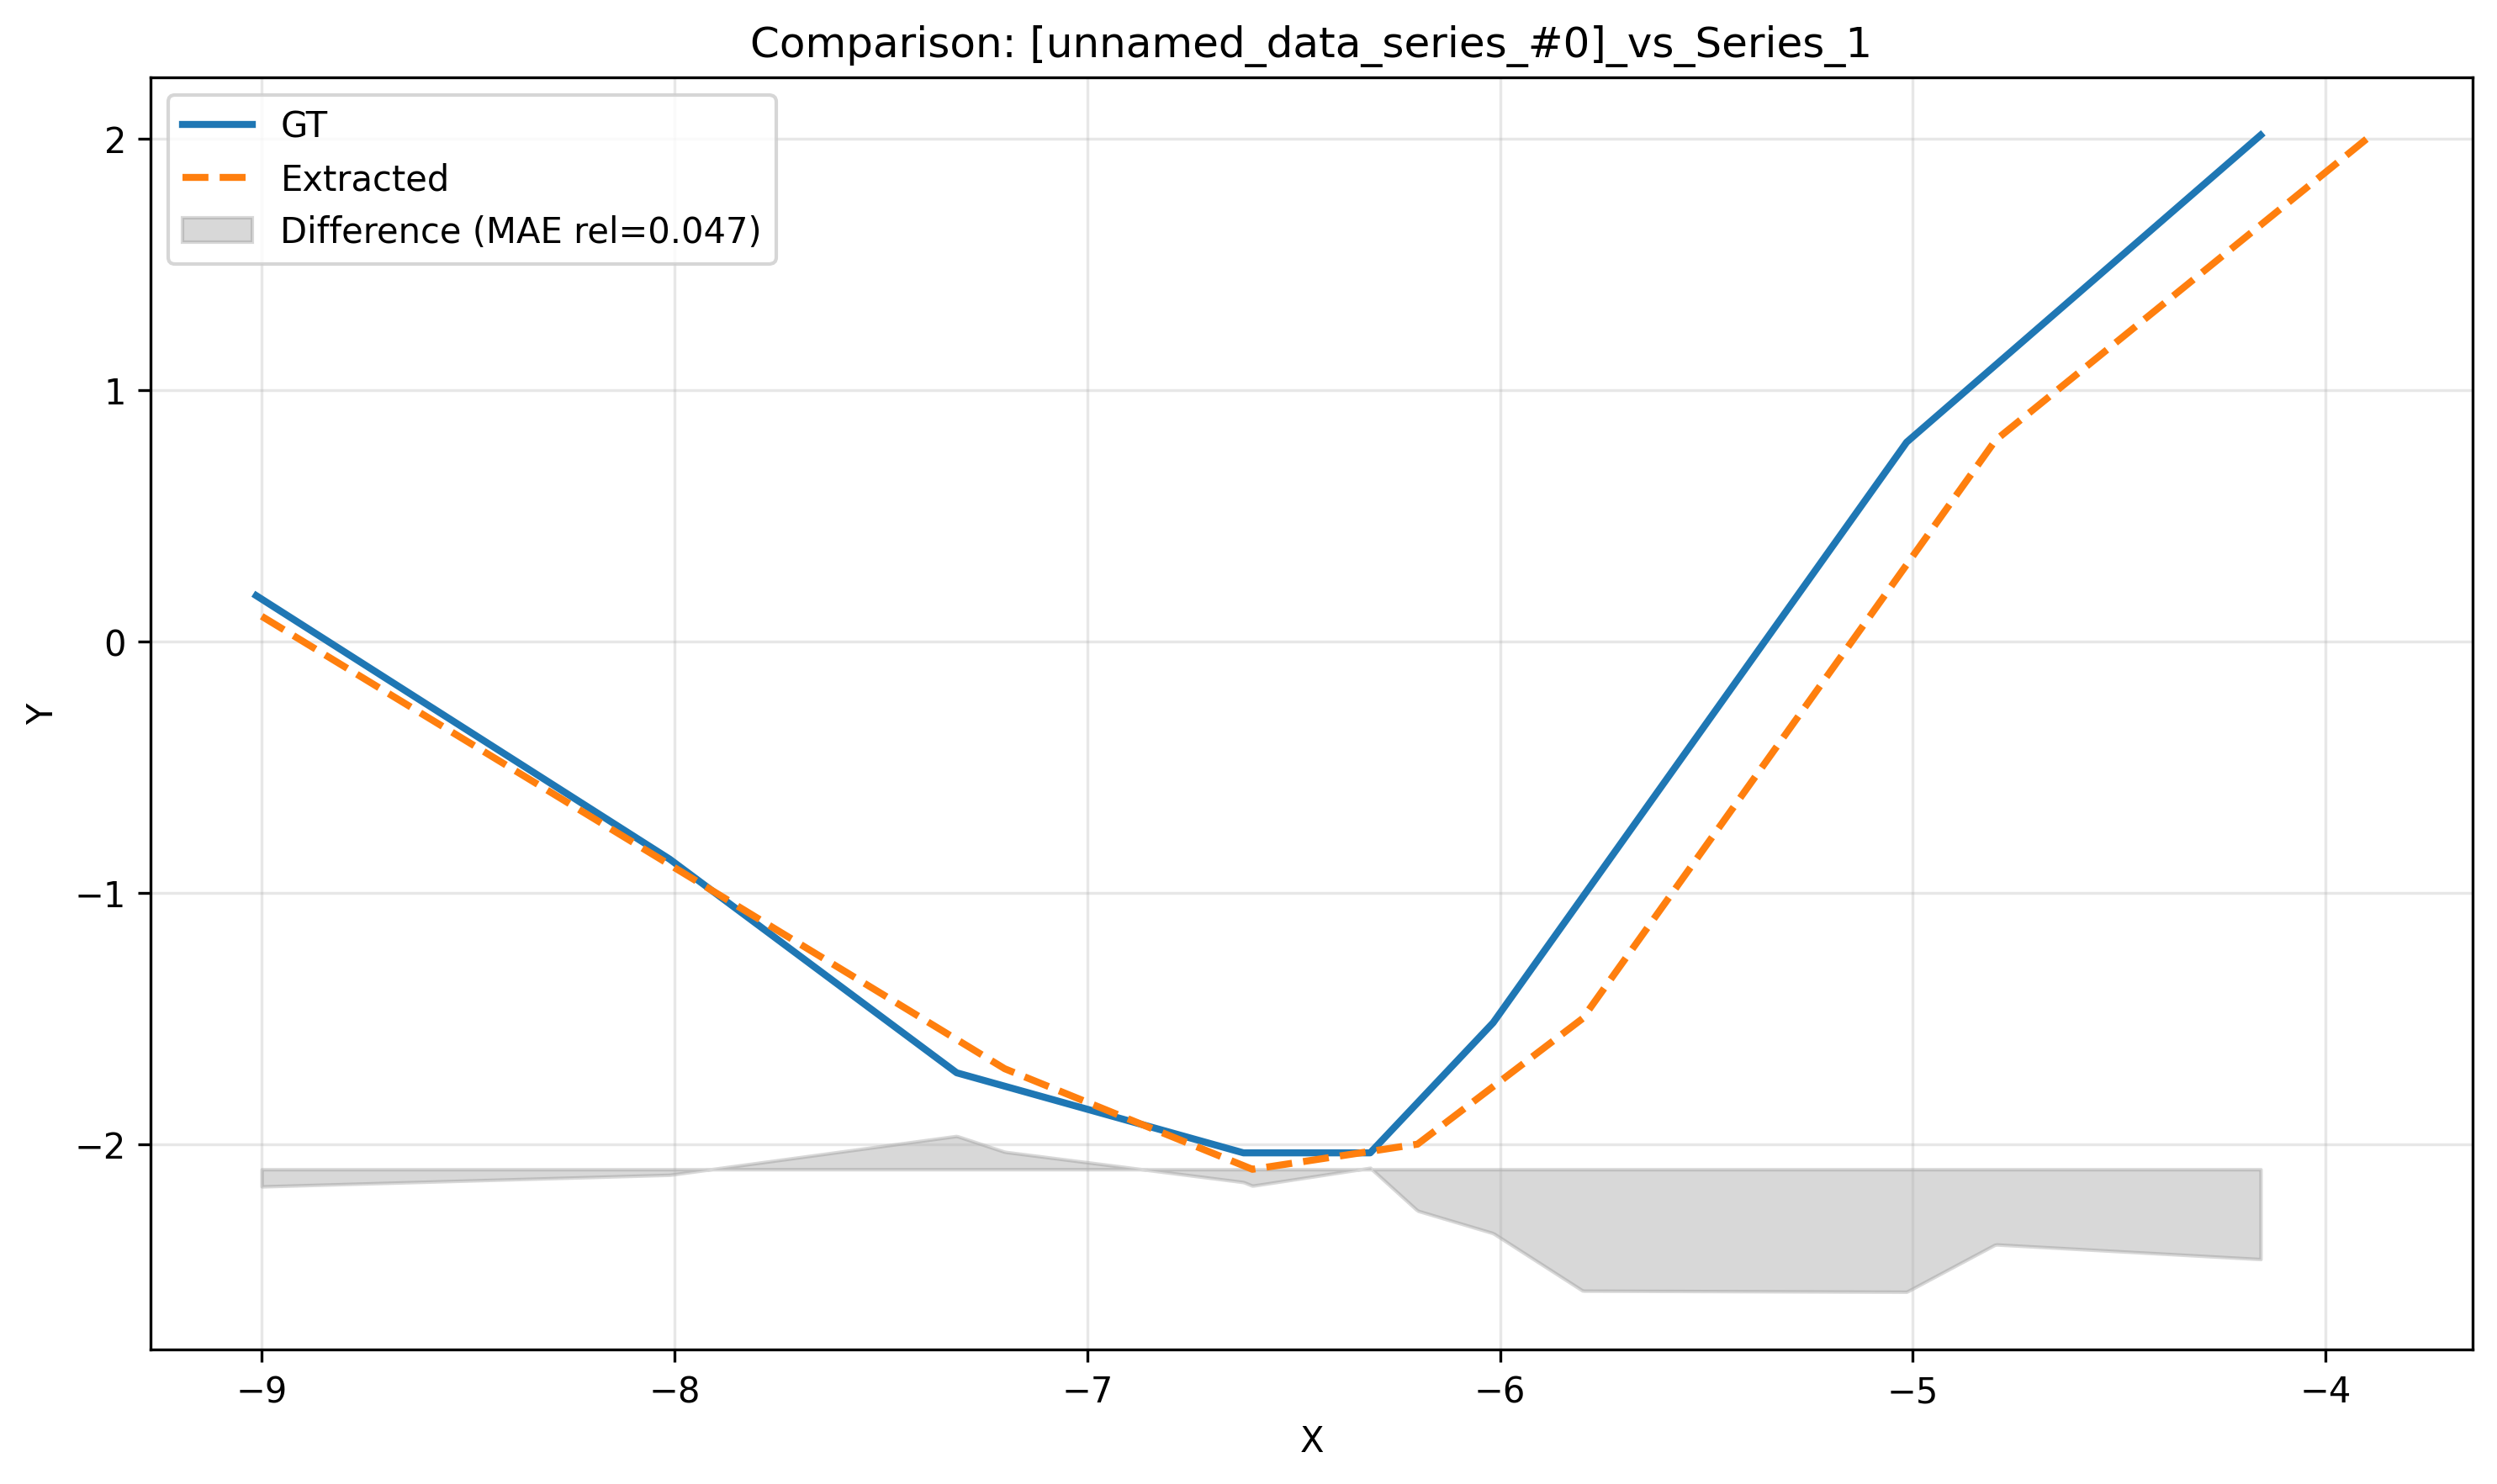 Comparison: [unnamed_data_series_#0]_vs_Series_1
GT
Extracted
Difference (MAE rel=0.047)
2
1
0
−1
−2
Y
−9 −8 −7 −6 −5 −4
X